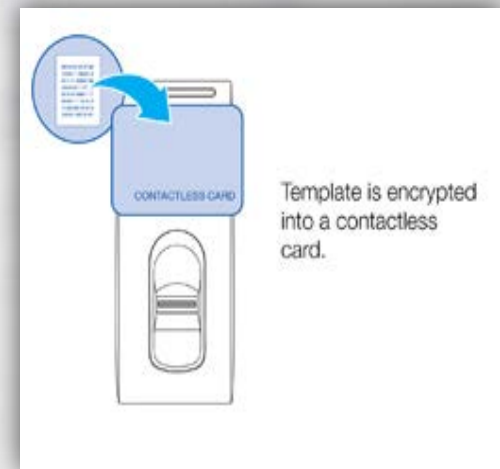 CONTACTLESS CARD
Template is encrypted
into a contactless
card.